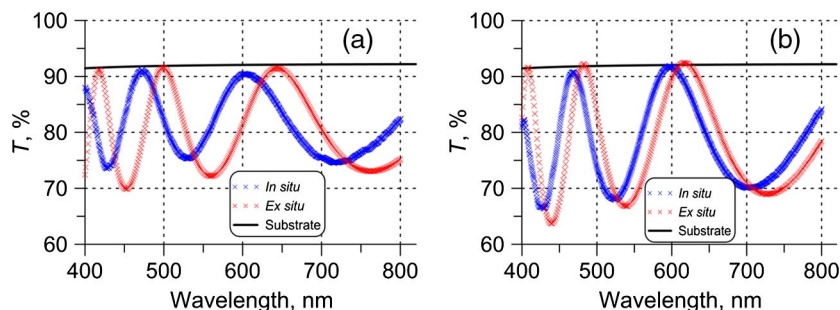 (a)
100
90
80
70
60
T, %
In situ
Ex situ
Substrate
400 500 600 700 800
Wavelength, nm
(b)
100
90
80
70
60
T, %
In situ
Ex situ
Substrate
400 500 600 700 800
Wavelength, nm